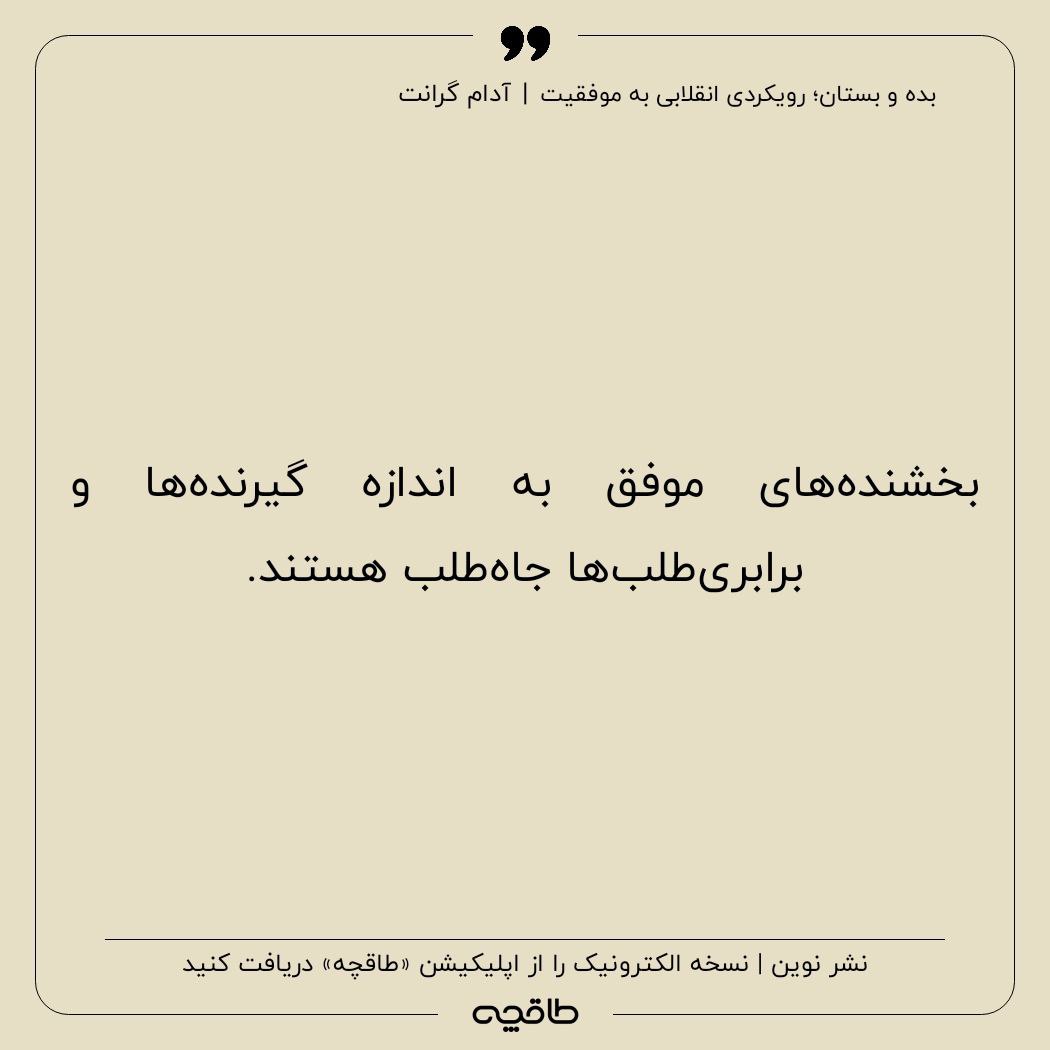 بده و بستان؛ رویکردی انقلابی به موفقیت | آدام گرانت
بخشنده‌های موفق به اندازه گیرنده‌ها و
برابری‌طلب‌ها جاه‌طلب هستند.
نشر نوین | نسخه الکترونیک را از اپلیکیشن «طاقچه» دریافت کنید
طاقچه